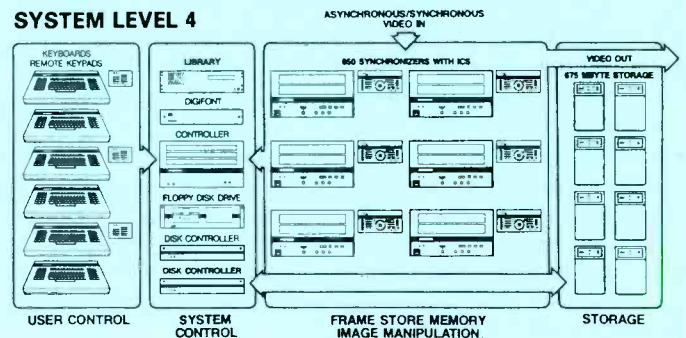 SYSTEM LEVEL 4
ASYNCHRONOUS/SYNCHRONOUS
VIDEO IN
KEYBOARDS
REMOTE KEYPADS
LIBRARY
DIGIFONT
CONTROLLER
FLOPPY DISK DRIVE
DISK CONTROLLER
DISK CONTROLLER
850 SYNCHRONIZERS WITH ICS
VIDEO OUT
675 MBYTE STORAGE
USER CONTROL
SYSTEM
CONTROL
FRAME STORE MEMORY
IMAGE MANIPULATION
STORAGE